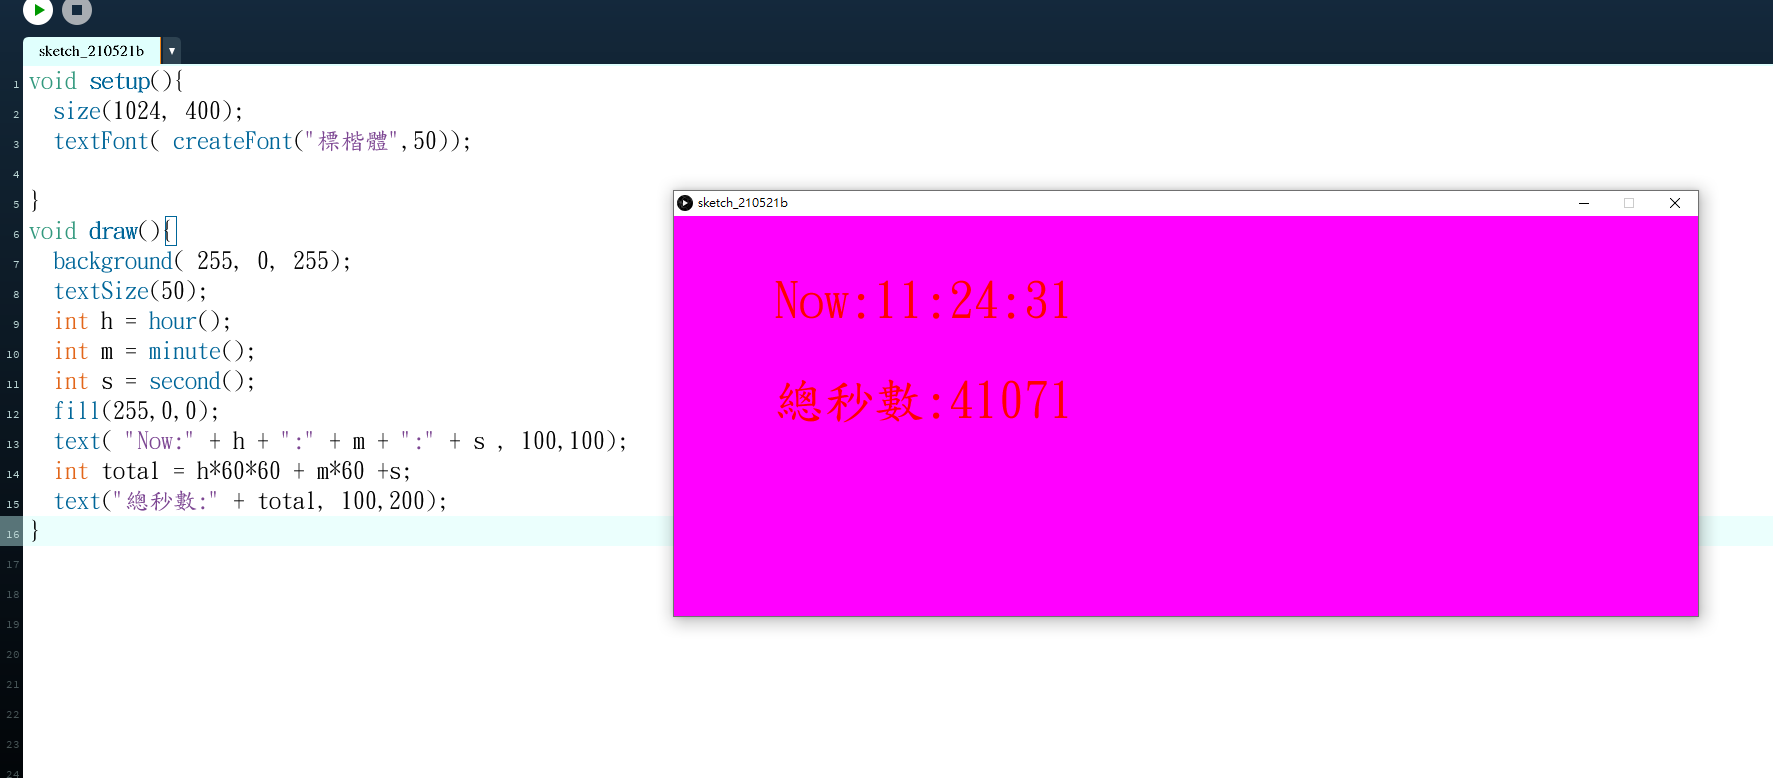 sketch_210521b
1 void setup(){
2 size(1024, 400);
3 textFont( createFont("標楷體",50));
4
5 }
6 void draw(){
7 background( 255, 0, 255);
8 textSize(50);
9 int h = hour();
10 int m = minute();
11 int s = second();
12 fill(255,0,0);
13 text( "Now:" + h + ":" + m + ":" + s , 100,100);
14 int total = h*60*60 + m*60 +s;
15 text("總秒數:" + total, 100,200);
16 }
17
18
19
20
21
22
23
24
sketch_210521b
Now:11:24:31
總秒數:41071